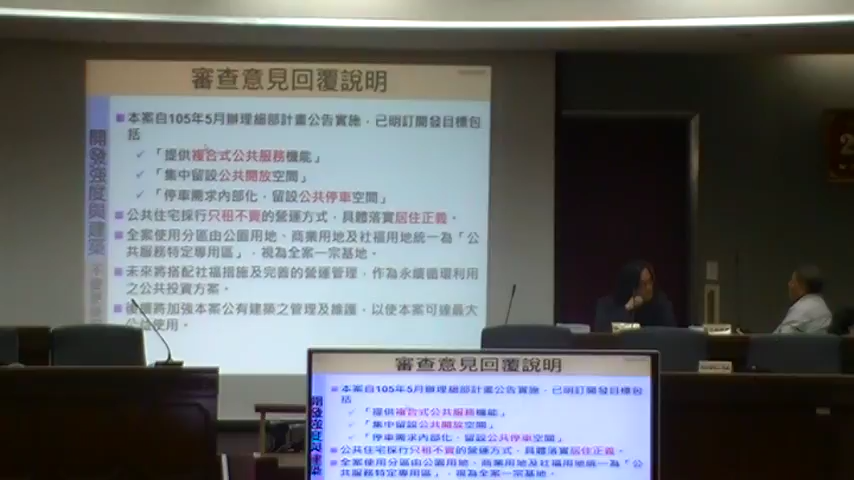 審查意見回覆說明
開發強度與建築
本案自105年5月辦理細部計畫公告實施，已明訂開發目標包
括
「提供複合式公共服務機能」
「集中留設公共開放空間」
「停車需求內部化，留設公共停車空間」
公共住宅採行只租不賣的營運方式，具體落實居住正義。
全案使用分區由公園用地、商業用地及社福用地統一為「公
共服務特定專用區」，視為全案一宗基地。
未來將搭配社福措施及完善的營運管理，作為永續循環利用
之公共投資方案。
後續將加強本案公有建築之管理及維護，以使本案可達最大
公益使用。
審查意見回覆說明
開發強度與
本案自105年5月辦理細部計畫公告實施，已明訂開發目標包
括
「提供複合式公共服務機能」
「集中留設公共開放空間」
「停車需求內部化，留設公共停車空間」
公共住宅採行只租不賣的營運方式，具體落實居住正義。
全案使用分區由公園用地、商業用地及社福用地統一為「公
共服務特定專用區」，視為全案一宗基地。
2